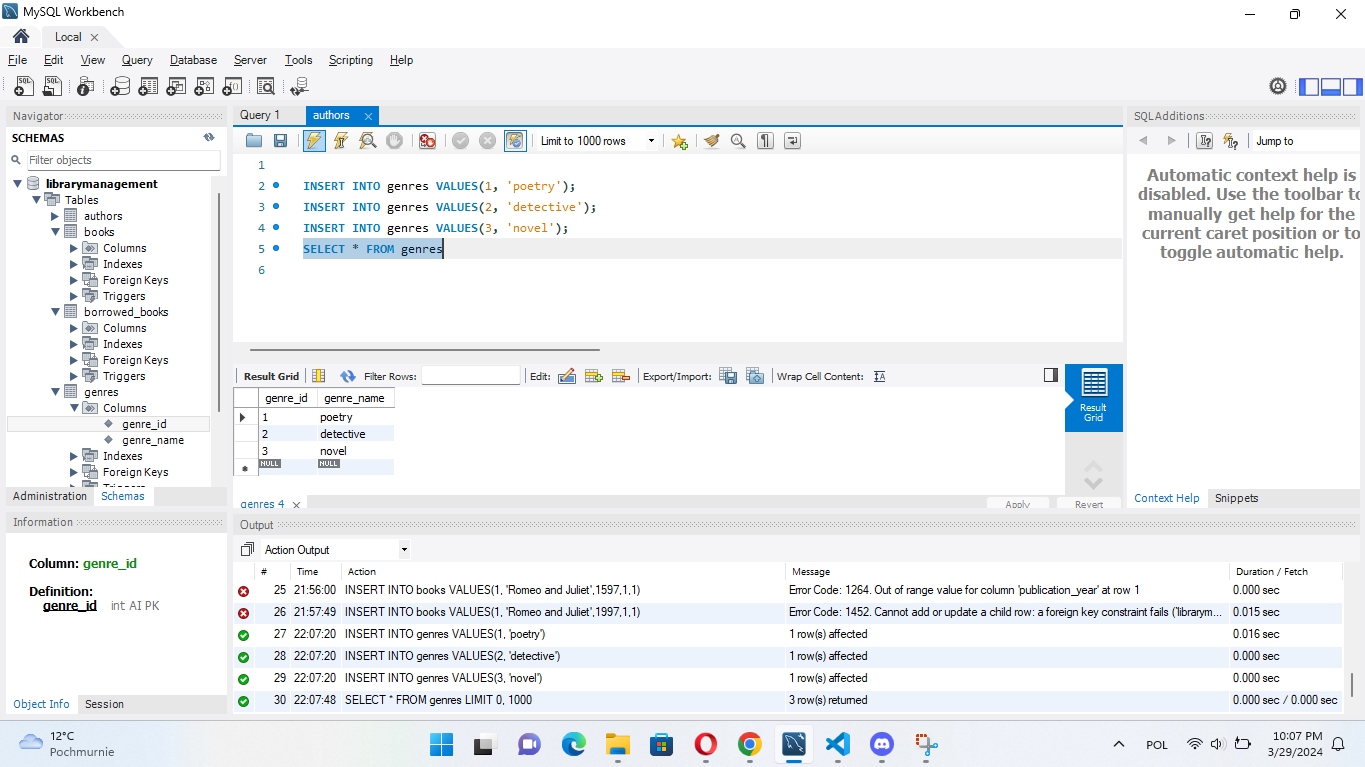 MySQL Workbench
Local
File Edit View Query Database Server Tools Scripting Help
Navigator
SCHEMAS
Filter objects
librarymanagement
Tables
authors
books
Columns
Indexes
Foreign Keys
Triggers
borrowed_books
Columns
Indexes
Foreign Keys
Triggers
genres
Columns
genre_id
genre_name
Indexes
Foreign Keys
Triggers
Administration Schemas
Information
Column: genre_id
Definition:
genre_id int AI PK
Object Info Session
Query 1 authors
Limit to 1000 rows
1
2 INSERT INTO genres VALUES(1, 'poetry');
3 INSERT INTO genres VALUES(2, 'detective');
4 INSERT INTO genres VALUES(3, 'novel');
5 SELECT * FROM genres
6
Result Grid Filter Rows: Edit: Export/Import: Wrap Cell Content:
genre_id genre_name
1 poetry
2 detective
3 novel
NULL NULL
Result
Grid
genres 4 Apply Revert
SQLAdditions
Jump to
Automatic context help is
disabled. Use the toolbar to
manually get help for the
current caret position or to
toggle automatic help.
Context Help Snippets
Output
Action Output
# Time Action Message Duration / Fetch
25 21:56:00 INSERT INTO books VALUES(1, 'Romeo and Juliet',1597,1,1) Error Code: 1264. Out of range value for column 'publication_year' at row 1 0.000 sec
26 21:57:49 INSERT INTO books VALUES(1, 'Romeo and Juliet',1997,1,1) Error Code: 1452. Cannot add or update a child row: a foreign key constraint fails (`librarym... 0.015 sec
27 22:07:20 INSERT INTO genres VALUES(1, 'poetry') 1 row(s) affected 0.016 sec
28 22:07:20 INSERT INTO genres VALUES(2, 'detective') 1 row(s) affected 0.000 sec
29 22:07:20 INSERT INTO genres VALUES(3, 'novel') 1 row(s) affected 0.000 sec
30 22:07:48 SELECT * FROM genres LIMIT 0, 1000 3 row(s) returned 0.000 sec / 0.000 sec
12°C
Pochmurnie
POL
10:07 PM
3/29/2024